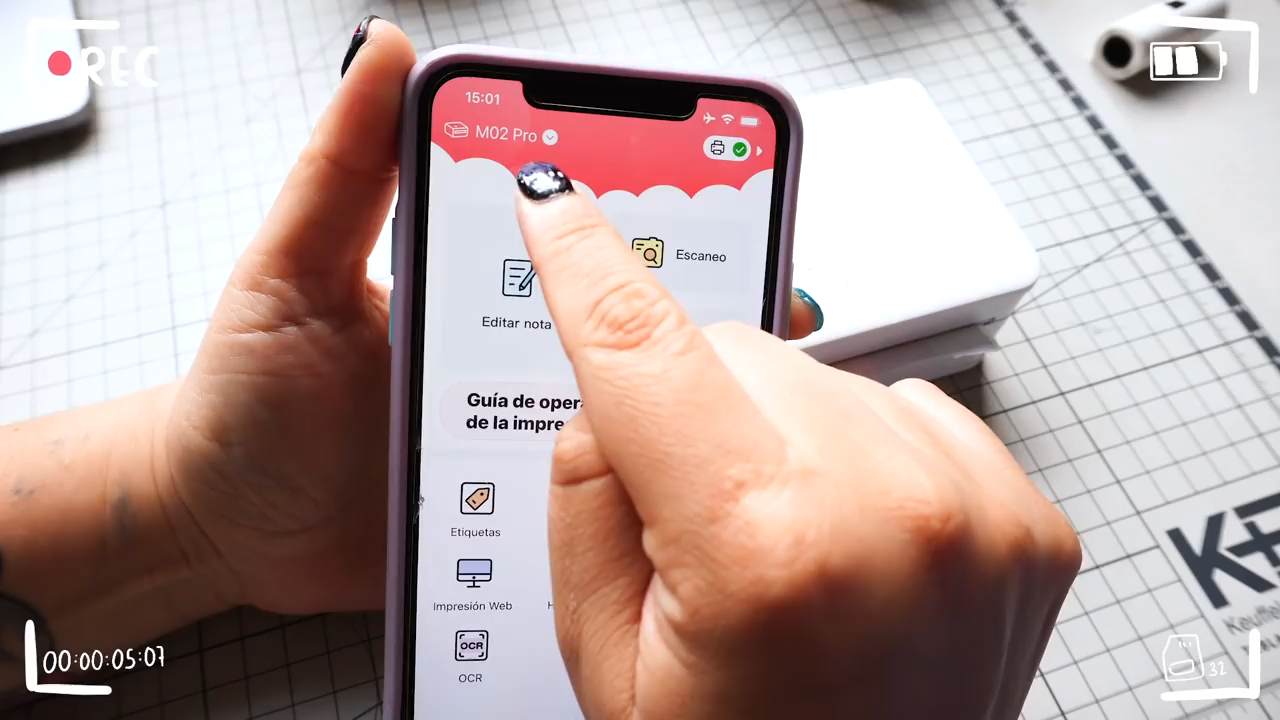 REC
15:01
M02 Pro
Escaneo
Editar nota
Guía de oper
de la impre
Etiquetas
Impresión Web
OCR
OCR
00:00:05:07
32